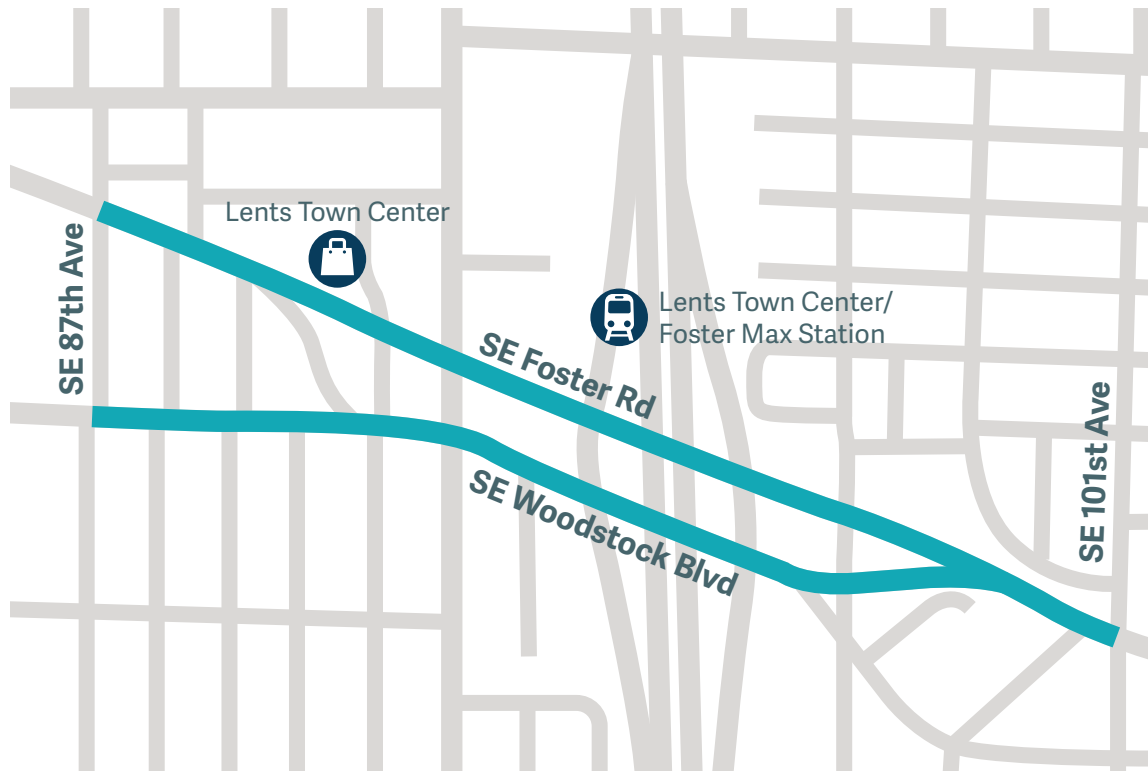 Lents Town Center
SE 87th Ave
Lents Town Center/
Foster Max Station
SE Foster Rd
SE Woodstock Blvd
SE 101st Ave